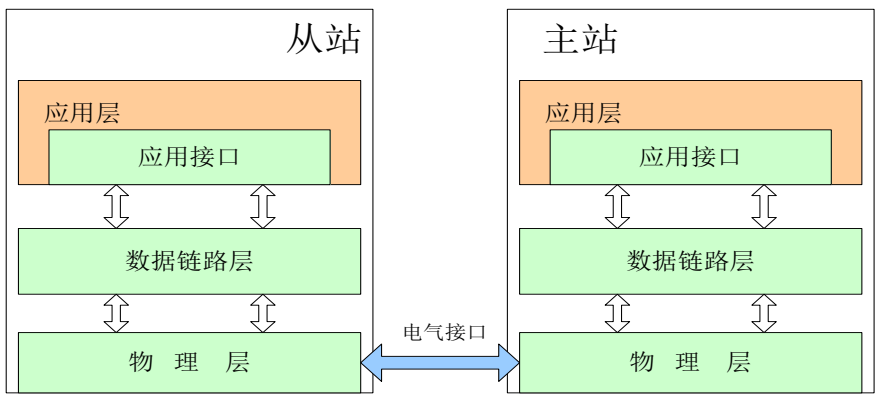 从站
应用层
应用接口
数据链路层
物 理 层
电气接口
主站
应用层
应用接口
数据链路层
物 理 层